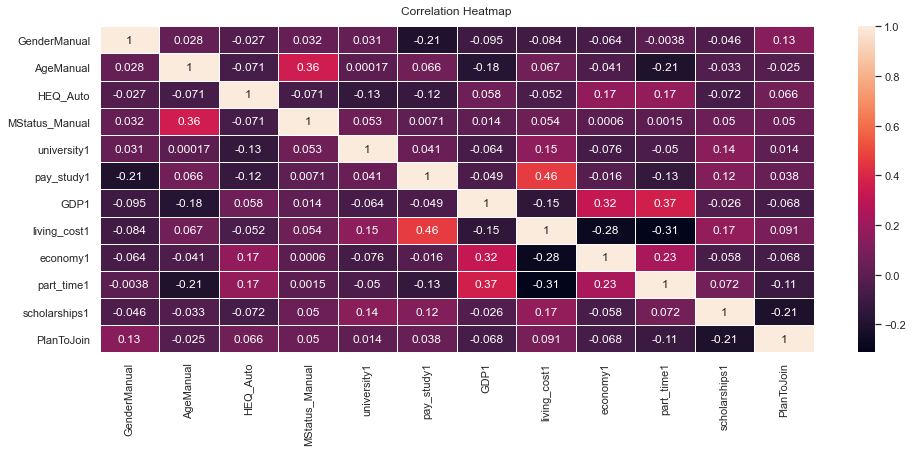 Correlation Heatmap
GenderManual 1 0.028 -0.027 0.032 0.031 -0.21 -0.095 -0.084 -0.064 -0.0038 -0.046 0.13
AgeManual 0.028 1 -0.071 0.36 0.00017 0.066 -0.18 0.067 -0.041 -0.21 -0.033 -0.025
HEQ_Auto -0.027 -0.071 1 -0.071 -0.13 -0.12 0.058 -0.052 0.17 0.17 -0.072 0.066
MStatus_Manual 0.032 0.36 -0.071 1 0.053 0.0071 0.014 0.054 0.0006 0.0015 0.05 0.05
university1 0.031 0.00017 -0.13 0.053 1 0.041 -0.064 0.15 -0.076 -0.05 0.14 0.014
pay_study1 -0.21 0.066 -0.12 0.0071 0.041 1 -0.049 0.46 -0.016 -0.13 0.12 0.038
GDP1 -0.095 -0.18 0.058 0.014 -0.064 -0.049 1 -0.15 0.32 0.37 -0.026 -0.068
living_cost1 -0.084 0.067 -0.052 0.054 0.15 0.46 -0.15 1 -0.28 -0.31 0.17 0.091
economy1 -0.064 -0.041 0.17 0.0006 -0.076 -0.016 0.32 -0.28 1 0.23 -0.058 -0.068
part_time1 -0.0038 -0.21 0.17 0.0015 -0.05 -0.13 0.37 -0.31 0.23 1 0.072 -0.11
scholarships1 -0.046 -0.033 -0.072 0.05 0.14 0.12 -0.026 0.17 -0.058 0.072 1 -0.21
PlanToJoin 0.13 -0.025 0.066 0.05 0.014 0.038 -0.068 0.091 -0.068 -0.11 -0.21 1
GenderManual
AgeManual
HEQ_Auto
MStatus_Manual
university1
pay_study1
GDP1
living_cost1
economy1
part_time1
scholarships1
PlanToJoin
1.0
0.8
0.6
0.4
0.2
0.0
-0.2